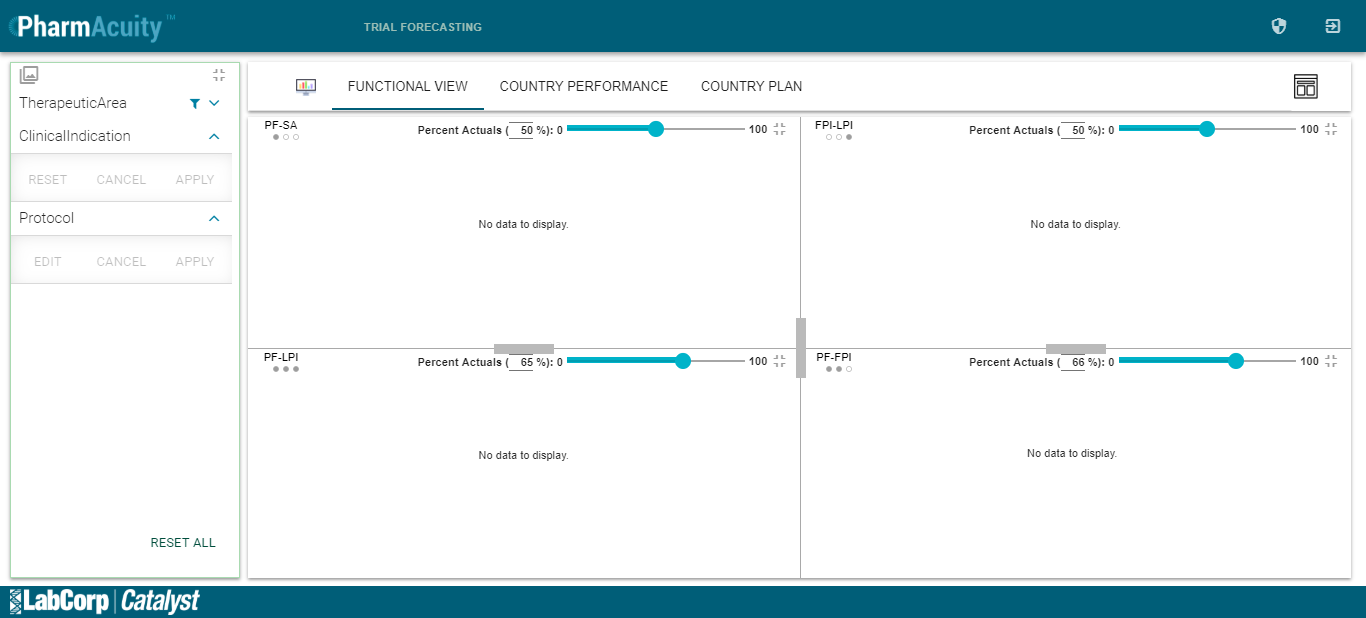 PharmAcuity™
TRIAL FORECASTING
TherapeuticArea
ClinicalIndication
RESET CANCEL APPLY
Protocol
EDIT CANCEL APPLY
RESET ALL
FUNCTIONAL VIEW COUNTRY PERFORMANCE COUNTRY PLAN
PF-SA
Percent Actuals ( 50 %): 0 100
No data to display.
FPI-LPI
Percent Actuals ( 50 %): 0 100
No data to display.
PF-LPI
Percent Actuals ( 65 %): 0 100
No data to display.
PF-FPI
Percent Actuals ( 66 %): 0 100
No data to display.
LabCorp | Catalyst